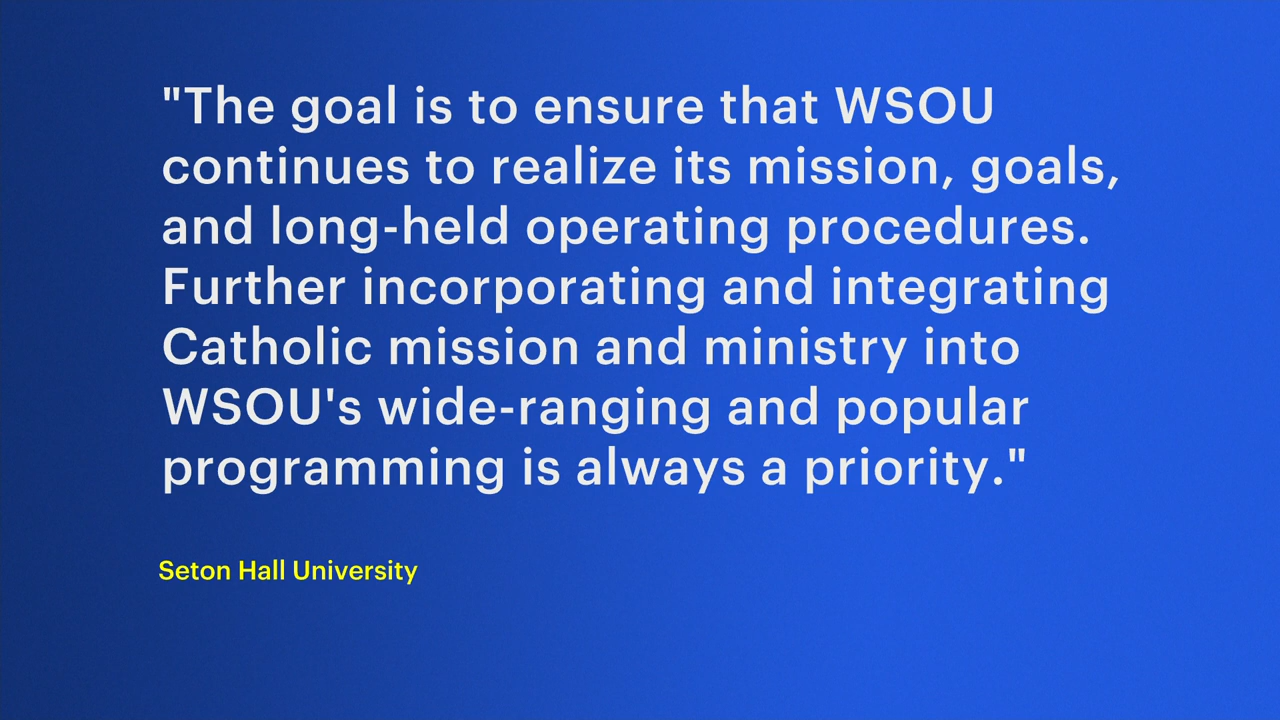 "The goal is to ensure that WSOU
continues to realize its mission, goals,
and long-held operating procedures.
Further incorporating and integrating
Catholic mission and ministry into
WSOU's wide-ranging and popular
programming is always a priority."
Seton Hall University